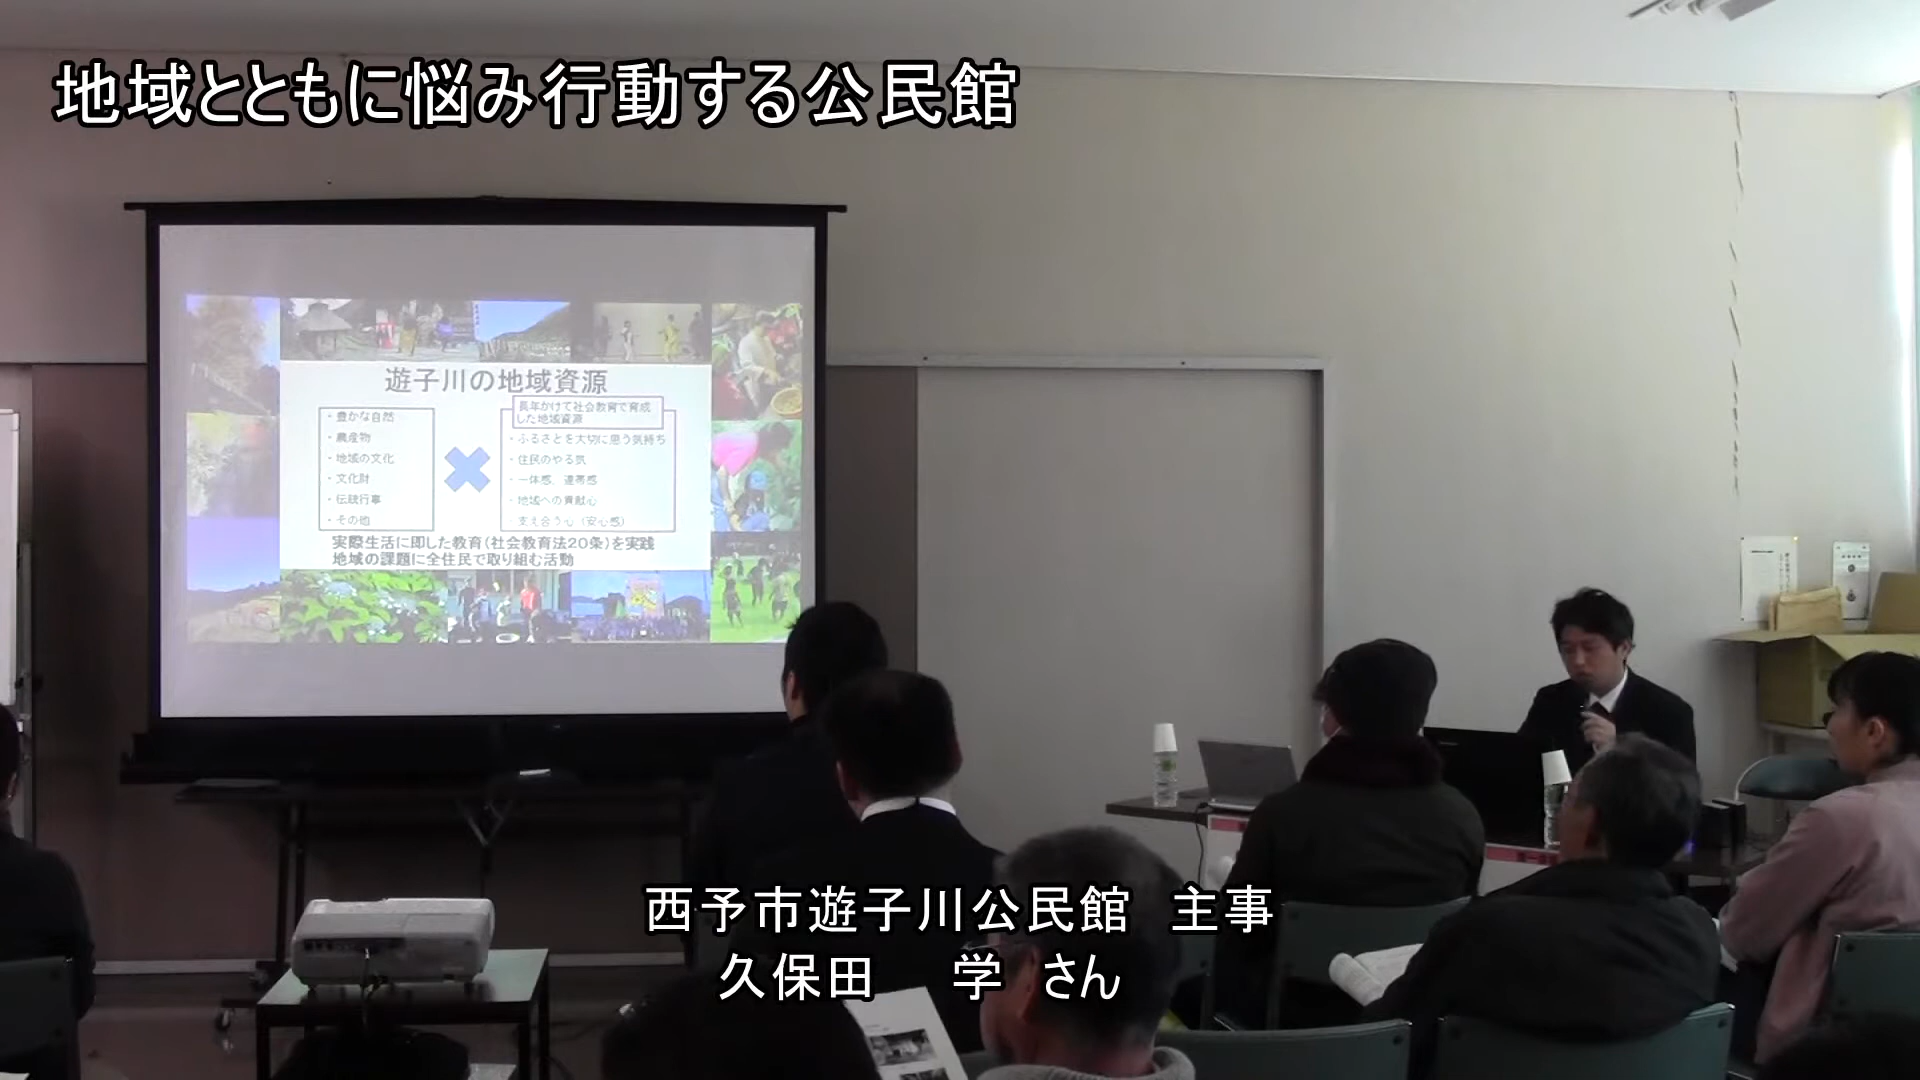 地域とともに悩み行動する公民館
遊子川の地域資源
・豊かな自然
・農産物
・地域の文化
・文化財
・伝統行事
・その他
長年かけて社会教育で育成
した地域資源
・ふるさとを大切に思う気持ち
・住民のやる気
・一体感、連帯感
・地域への貢献心
・支え合う心（安心感）
実際生活に即した教育（社会教育法20条）を実践
地域の課題に全住民で取り組む活動
西予市遊子川公民館　主事
久保田　学　さん